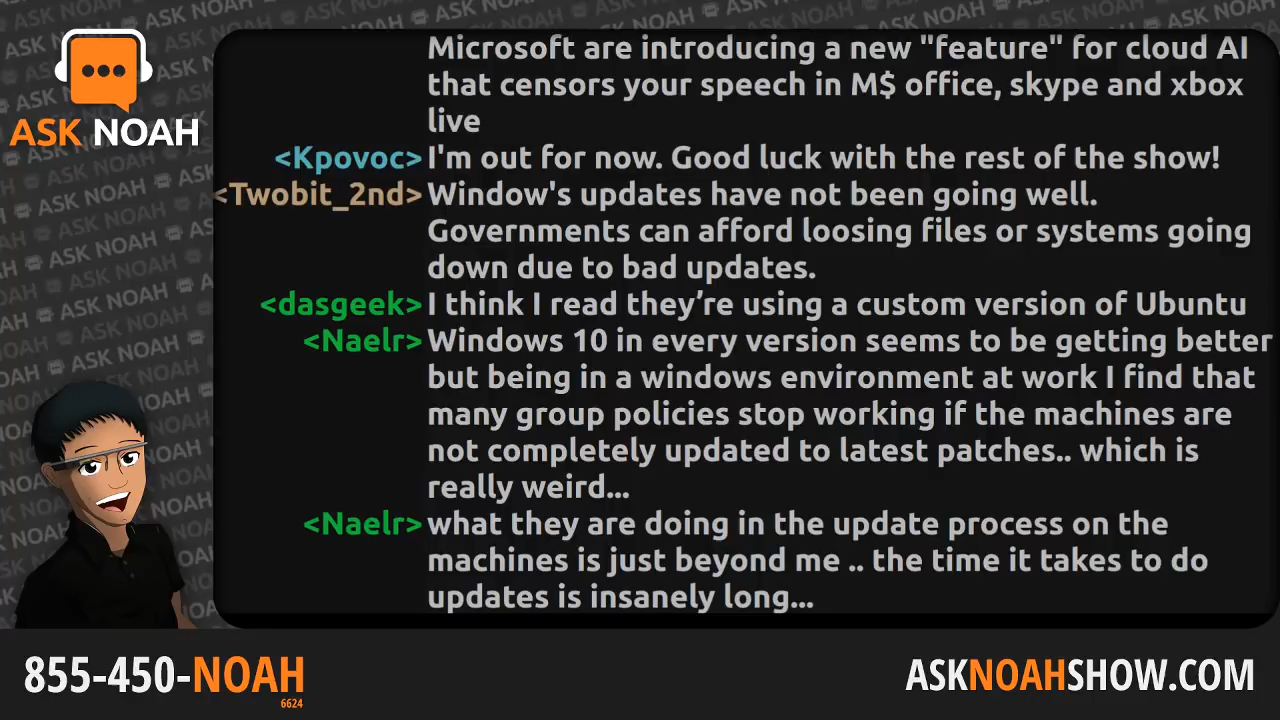 Microsoft are introducing a new "feature" for cloud AI
that censors your speech in M$ office, skype and xbox
live
<Kpovoc> I'm out for now. Good luck with the rest of the show!
<Twobit_2nd> Window's updates have not been going well.
Governments can afford loosing files or systems going
down due to bad updates.
<dasgeek> I think I read they’re using a custom version of Ubuntu
<Naelr> Windows 10 in every version seems to be getting better
but being in a windows environment at work I find that
many group policies stop working if the machines are
not completely updated to latest patches.. which is
really weird...
<Naelr> what they are doing in the update process on the
machines is just beyond me .. the time it takes to do
updates is insanely long...
ASK NOAH
855-450-NOAH
6624
ASKNOAHSHOW.COM